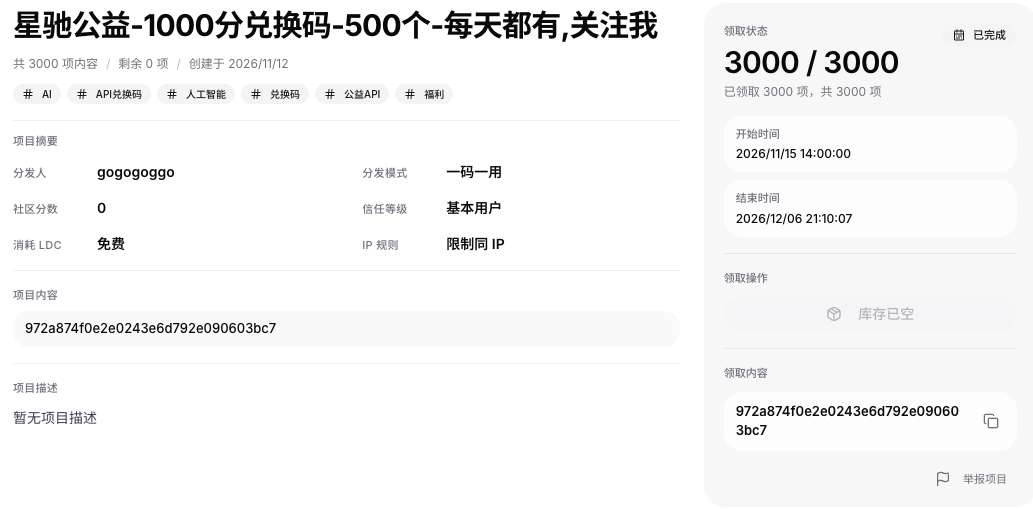 星驰公益-1000分兑换码-500个-每天都有,关注我
共 3000 项内容 / 剩余 0 项 / 创建于 2026/11/12
# AI # API兑换码 # 人工智能 # 兑换码 # 公益API # 福利
项目摘要
分发人 gogogoggo 分发模式 一码一用
社区分数 0 信任等级 基本用户
消耗 LDC 免费 IP 规则 限制同 IP
项目内容
972a874f0e2e0243e6d792e090603bc7
项目描述
暂无项目描述
领取状态
已完成
3000 / 3000
已领取 3000 项，共 3000 项
开始时间
2026/11/15 14:00:00
结束时间
2026/12/06 21:10:07
领取操作
库存已空
领取内容
972a874f0e2e0243e6d792e09060
3bc7
举报项目